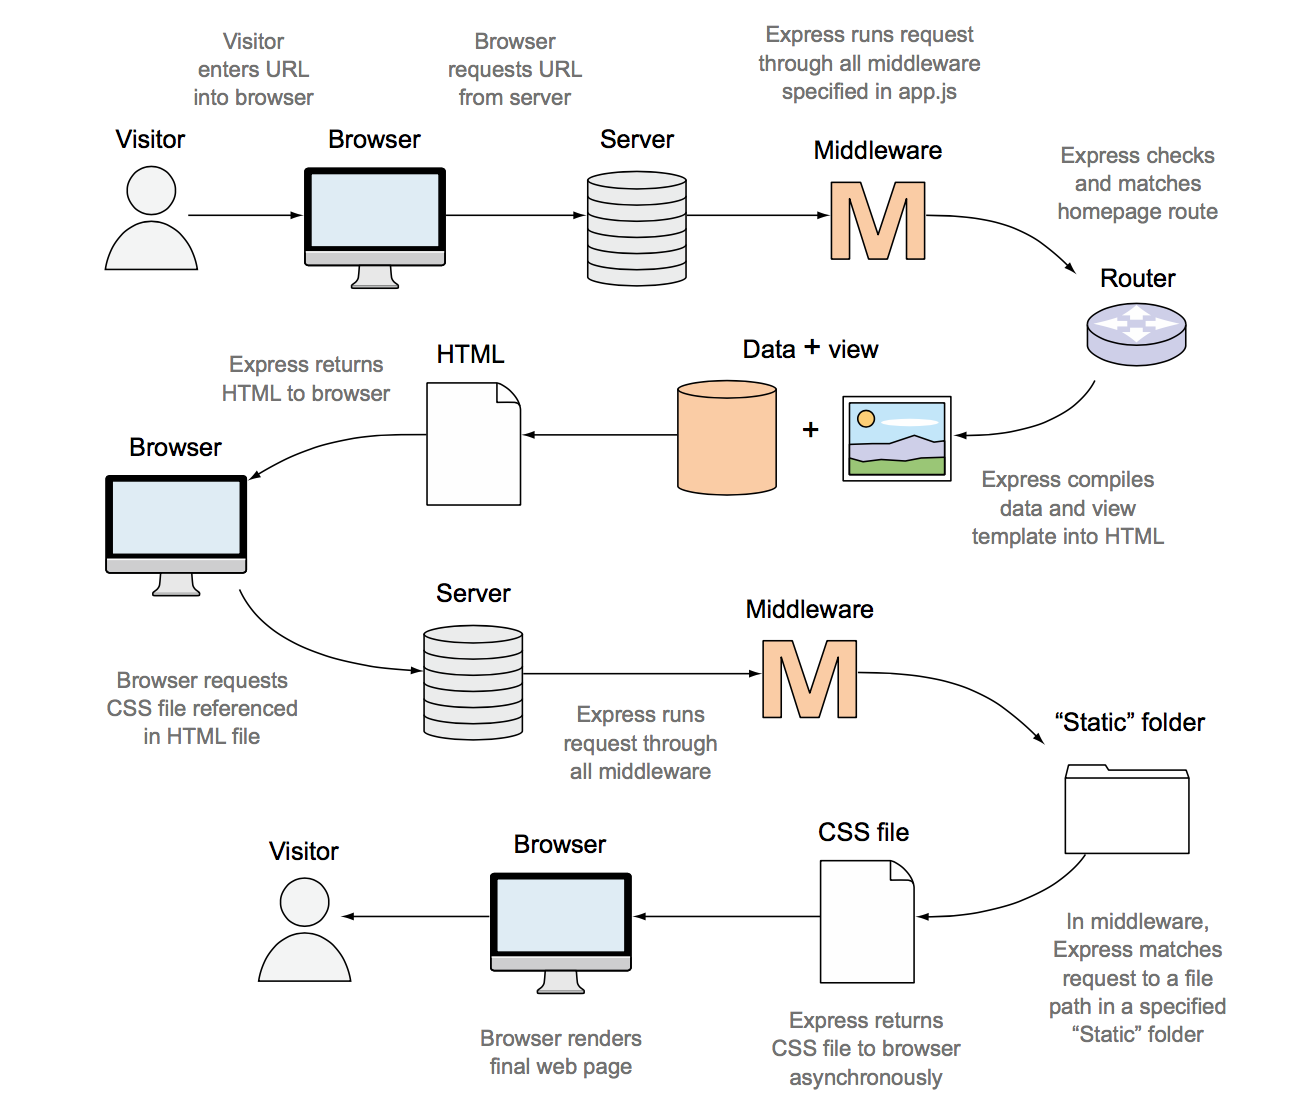 Visitor
enters URL
into browser
Browser
requests URL
from server
Express runs request
through all middleware
specified in app.js
Visitor
Browser
Server
Middleware
Express checks
and matches
homepage route
Router
Express returns
HTML to browser
HTML
Data + view
+
Express compiles
data and view
template into HTML
Browser
Server
Middleware
M
Browser requests
CSS file referenced
in HTML file
Express runs
request through
all middleware
“Static” folder
M
Visitor
Browser
CSS file
In middleware,
Express matches
request to a file
path in a specified
“Static” folder
Browser renders
final web page
Express returns
CSS file to browser
asynchronously